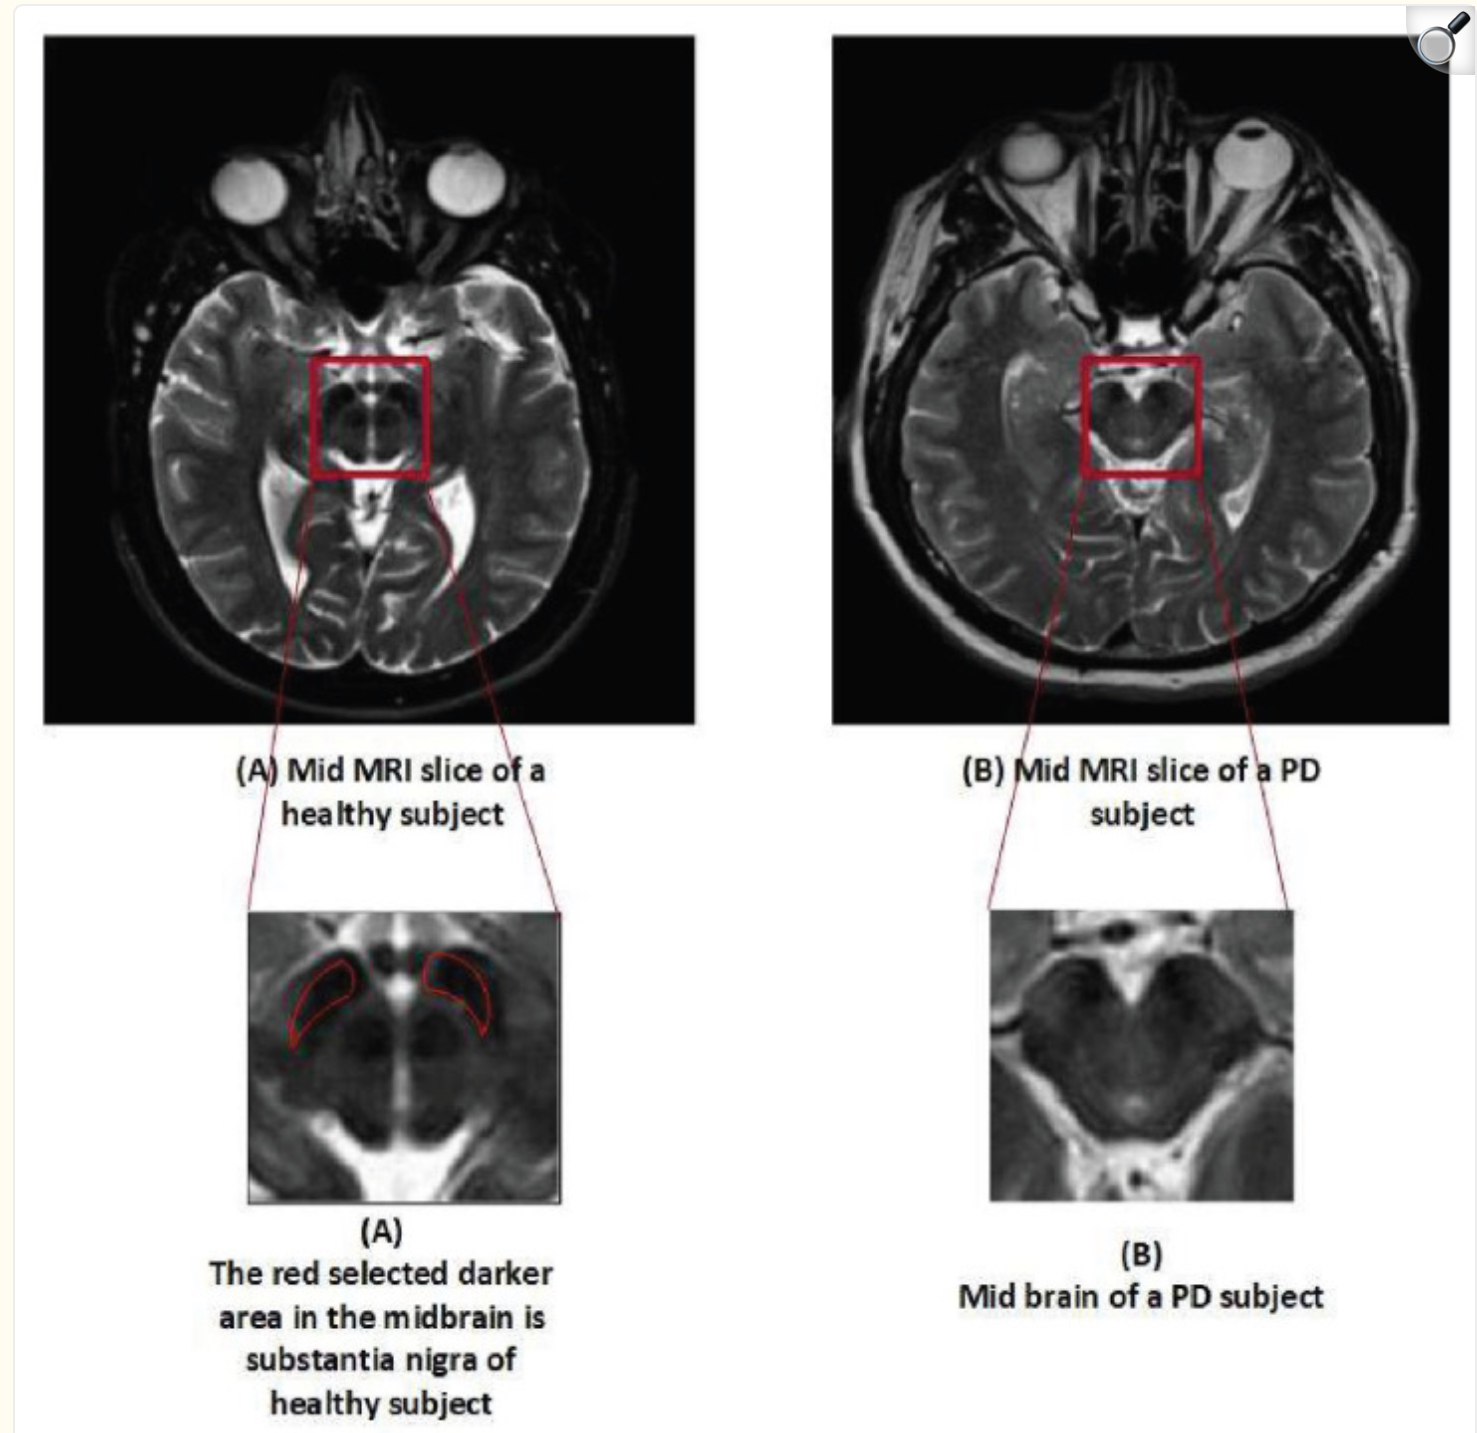 (A) Mid MRI slice of a
healthy subject
(B) Mid MRI slice of a PD
subject
(A)
The red selected darker
area in the midbrain is
substantia nigra of
healthy subject
(B)
Mid brain of a PD subject